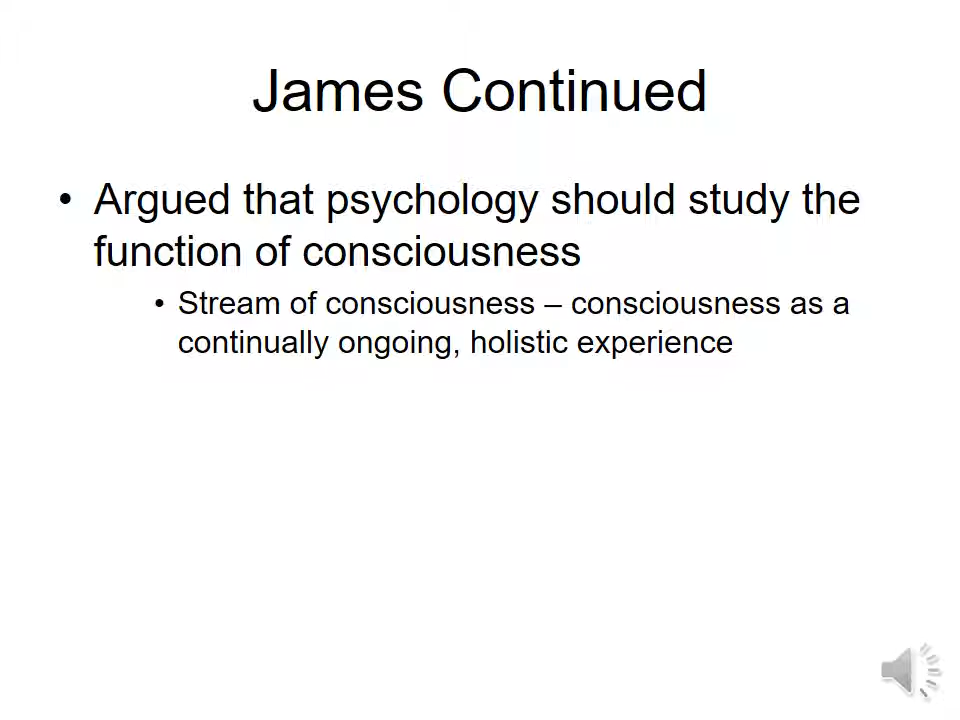 James Continued
• Argued that psychology should study the
function of consciousness
• Stream of consciousness – consciousness as a
continually ongoing, holistic experience